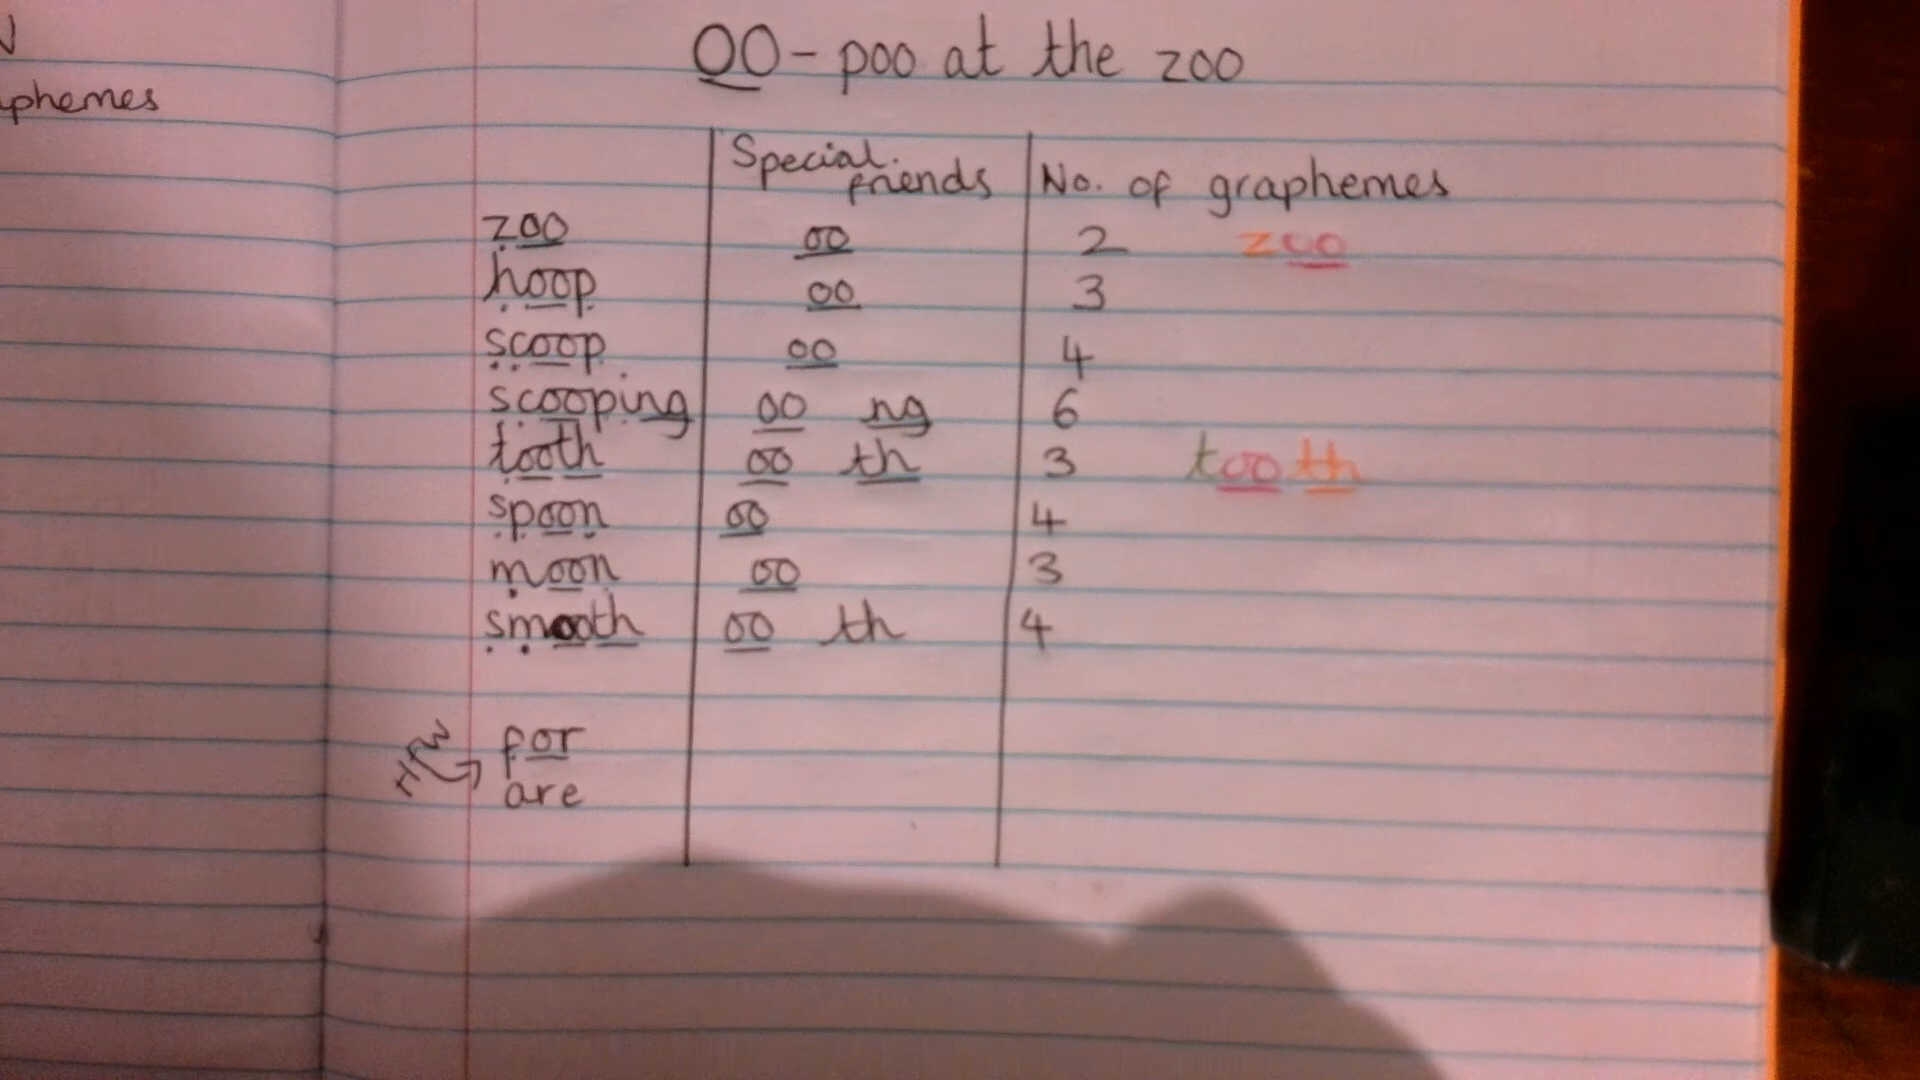 phemes
OO - poo at the zoo
Special friends No. of graphemes
zoo oo 2 zoo
hoop oo 3
scoop oo 4
scooping oo ng 6
tooth oo th 3 tooth
spoon oo 4
moon oo 3
smooth oo th 4
HFW for
are